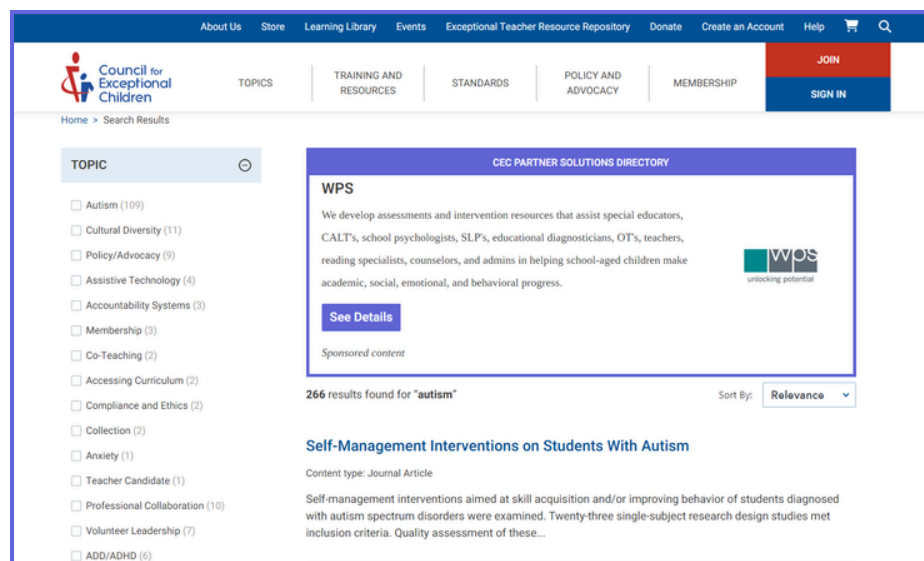 About Us Store Learning Library Events Exceptional Teacher Resource Repository Donate Create an Account Help
Council for
Exceptional
Children
TOPICS
TRAINING AND
RESOURCES
STANDARDS
POLICY AND
ADVOCACY
MEMBERSHIP
JOIN
SIGN IN
Home > Search Results
TOPIC
Autism (109)
Cultural Diversity (11)
Policy/Advocacy (9)
Assistive Technology (4)
Accountability Systems (3)
Membership (3)
Co-Teaching (2)
Accessing Curriculum (2)
Compliance and Ethics (2)
Collection (2)
Anxiety (1)
Teacher Candidate (1)
Professional Collaboration (10)
Volunteer Leadership (7)
ADD/ADHD (6)
CEC PARTNER SOLUTIONS DIRECTORY
WPS
We develop assessments and intervention resources that assist special educators,
CALT's, school psychologists, SLP's, educational diagnosticians, OT's, teachers,
reading specialists, counselors, and admins in helping school-aged children make
academic, social, emotional, and behavioral progress.
wps
unlocking potential
See Details
Sponsored content
266 results found for "autism"
Sort By: Relevance
Self-Management Interventions on Students With Autism
Content type: Journal Article
Self-management interventions aimed at skill acquisition and/or improving behavior of students diagnosed
with autism spectrum disorders were examined. Twenty-three single-subject research design studies met
inclusion criteria. Quality assessment of these...